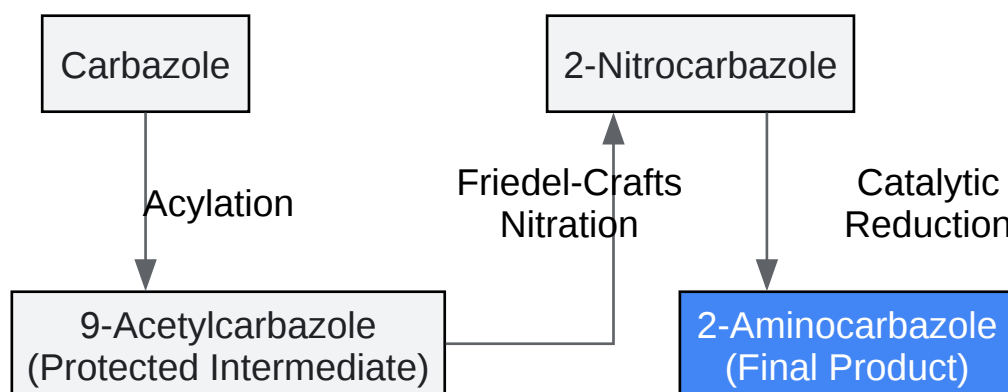 Carbazole
2-Nitrocarbazole
Acylation
Friedel-Crafts
Nitration
Catalytic
Reduction
9-Acetylcarbazole
(Protected Intermediate)
2-Aminocarbazole
(Final Product)